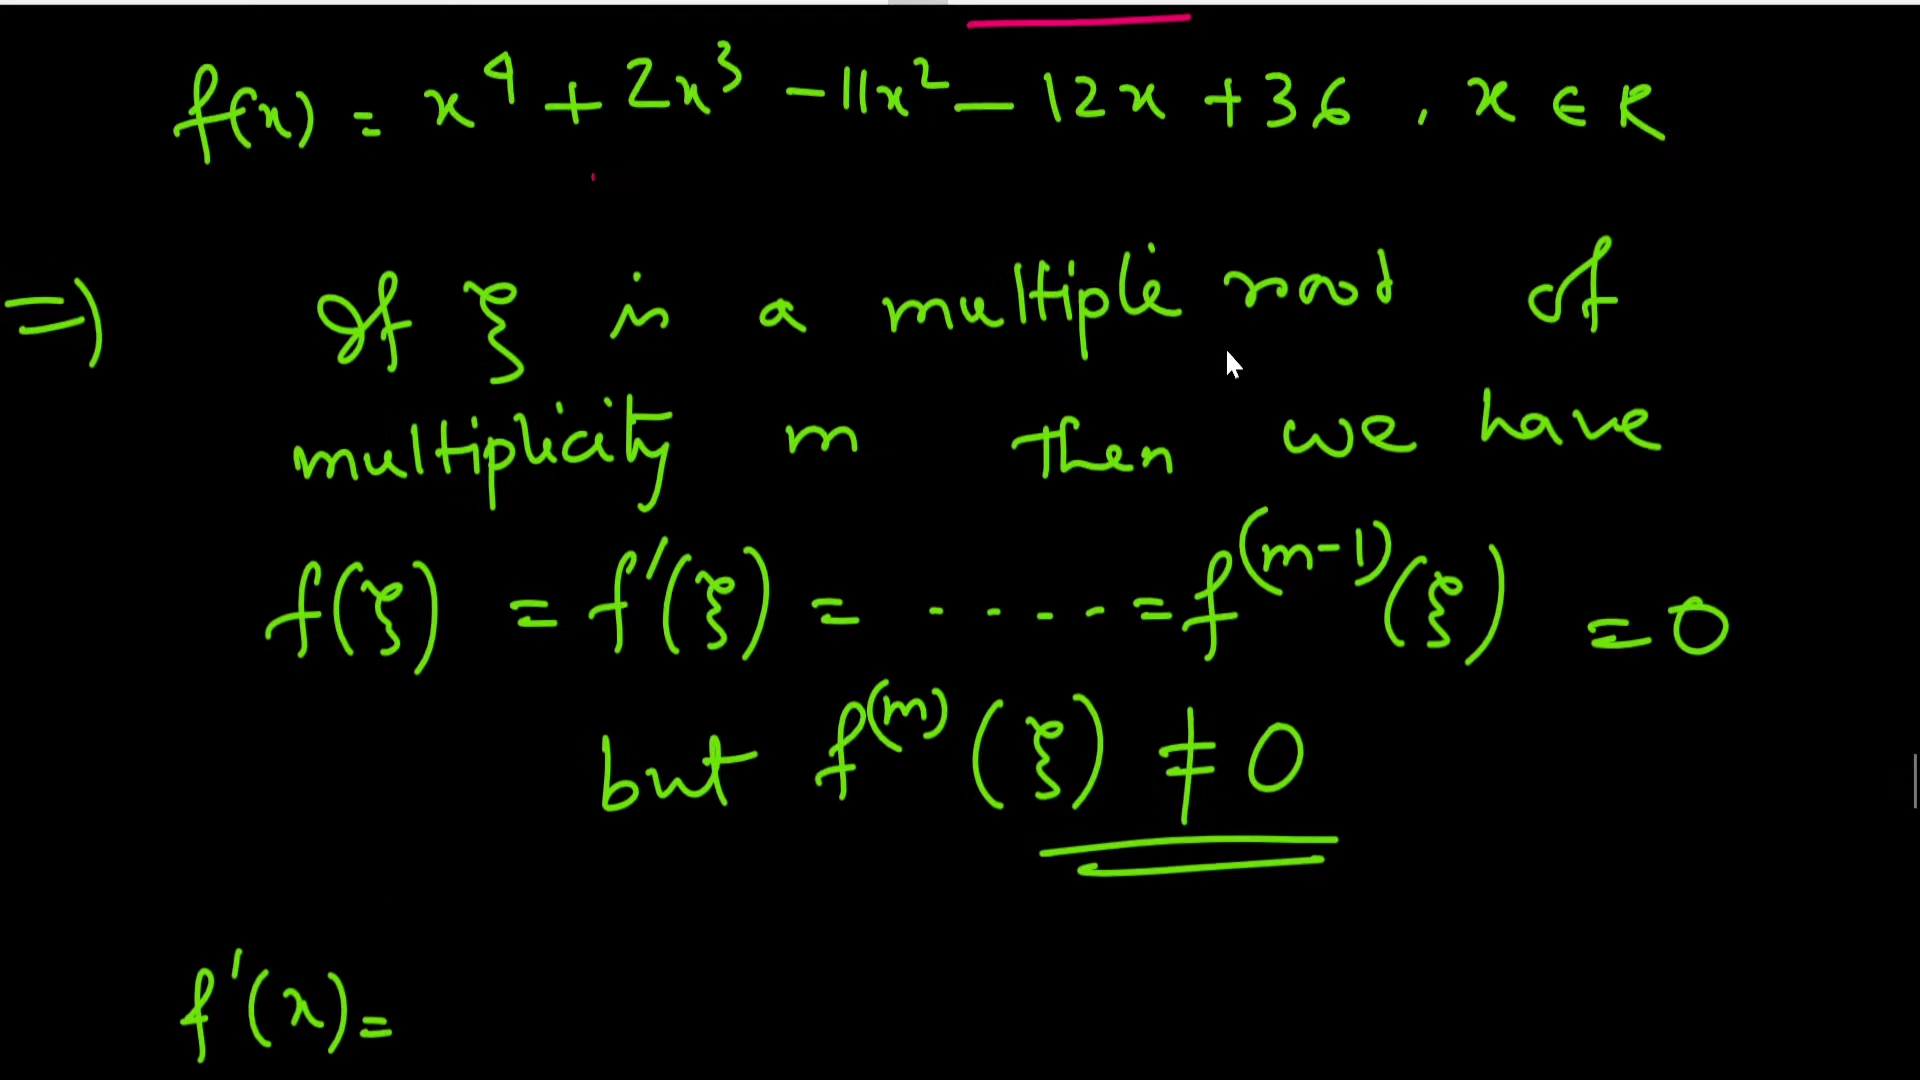 f(x) = x⁴ + 2x³ - 11x² - 12x + 36 , x ∈ R
⇒ If ξ is a multiple root of
multiplicity m then we have
f(ξ) = f'(ξ) = ..... = f^(m-1)(ξ) = 0
but f^(m)(ξ) ≠ 0
f'(x) =